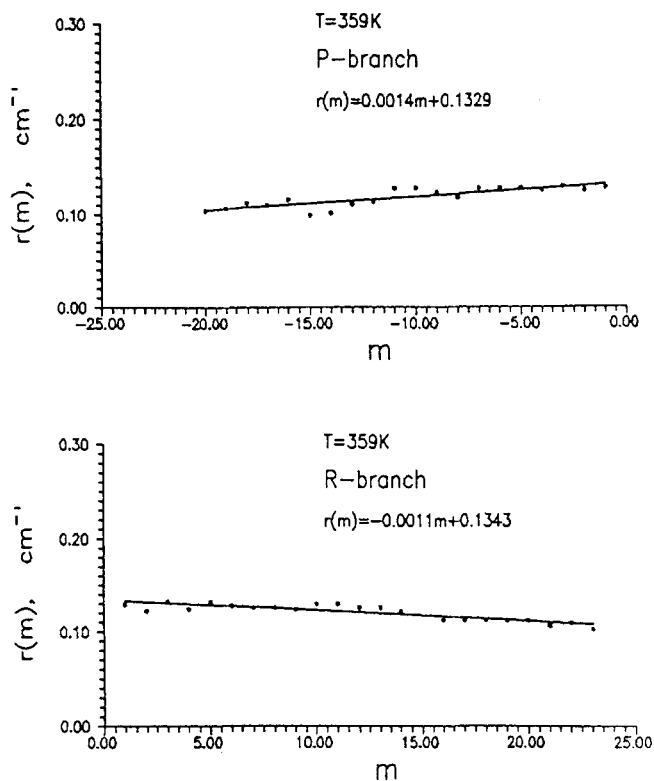 T=359K
P-branch
r(m)=0.0014m+0.1329
r(m), cm⁻¹
0.30
0.20
0.10
0.00
-25.00 -20.00 -15.00 -10.00 -5.00 0.00
m
T=359K
R-branch
r(m)=-0.0011m+0.1343
r(m), cm⁻¹
0.30
0.20
0.10
0.00
0.00 5.00 10.00 15.00 20.00 25.00
m